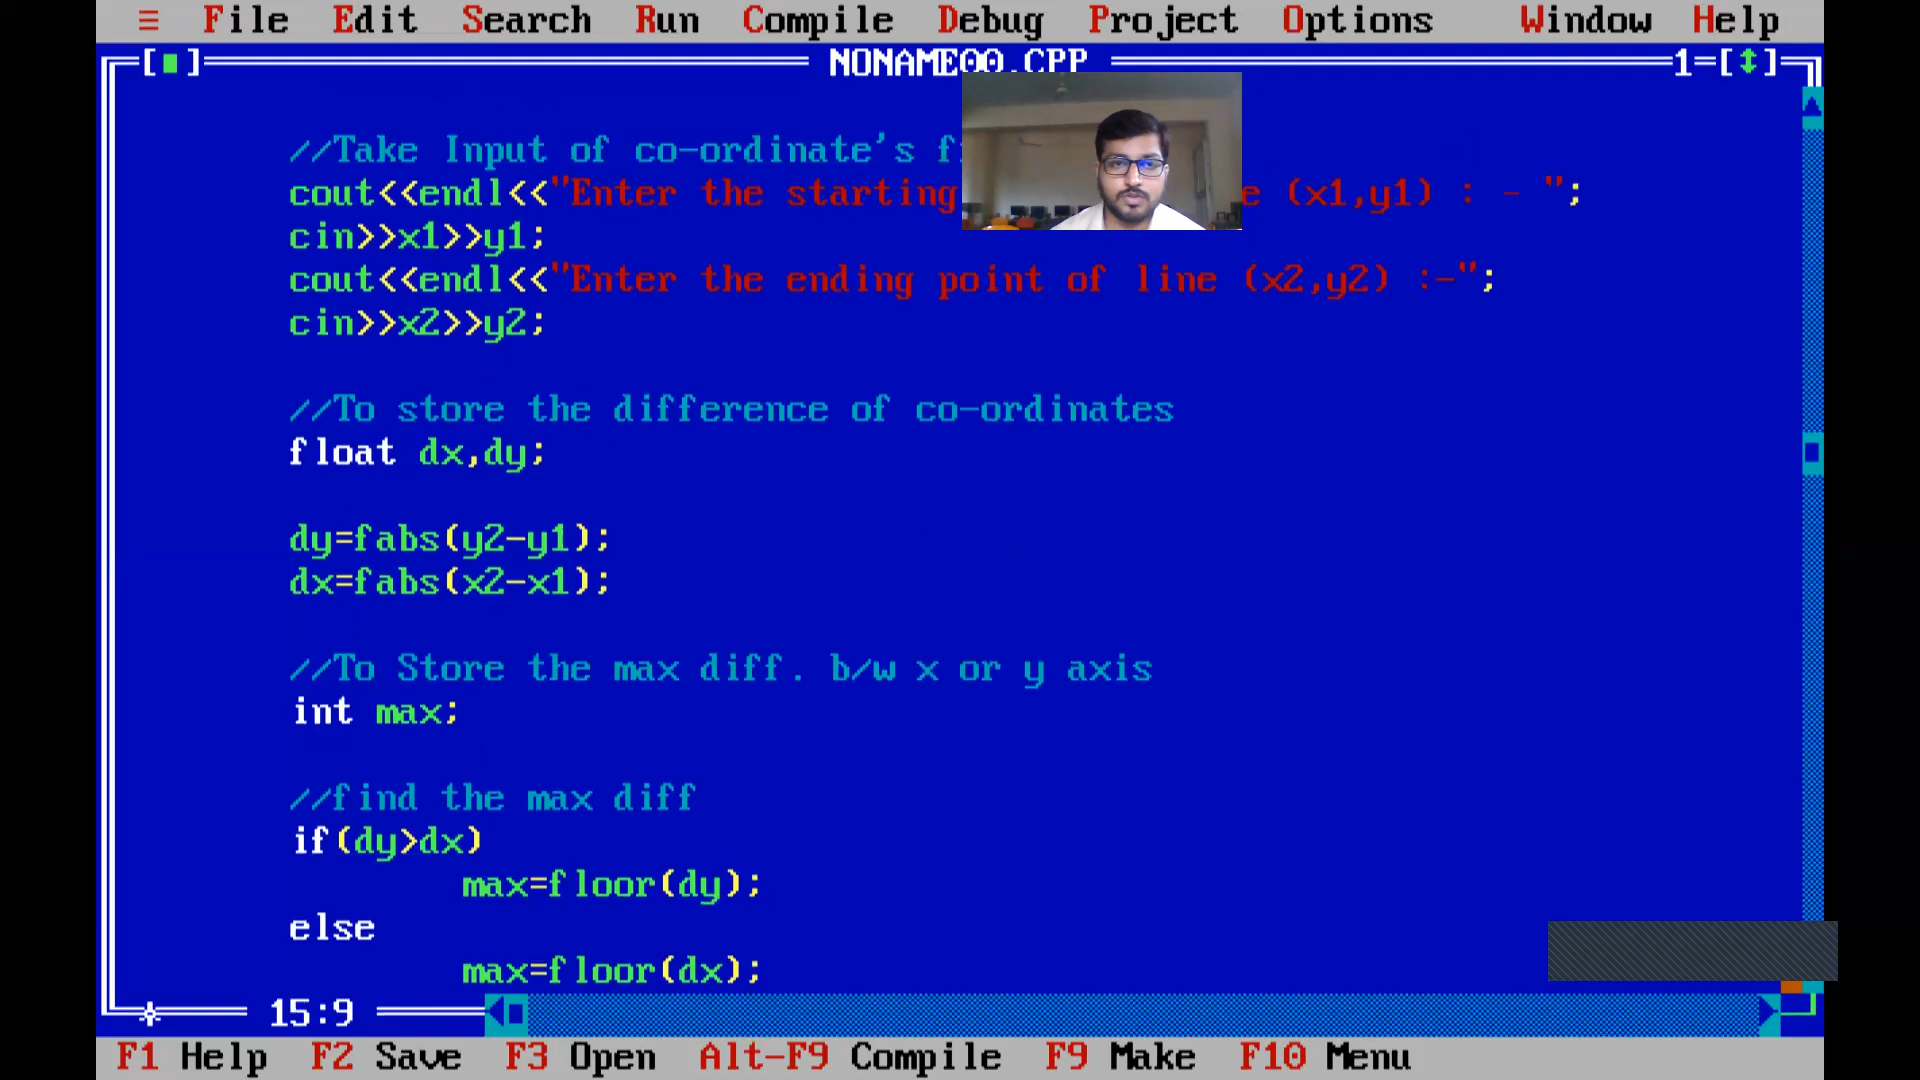 ≡ File Edit Search Run Compile Debug Project Options Window Help
[■] NONAME00.CPP 1=[↕]
//Take Input of co-ordinate's
cout<<endl<<"Enter the starting e (x1,y1) : - ";
cin>>x1>>y1;
cout<<endl<<"Enter the ending point of line (x2,y2) :-";
cin>>x2>>y2;
//To store the difference of co-ordinates
float dx,dy;
dy=fabs(y2-y1);
dx=fabs(x2-x1);
//To Store the max diff. b/w x or y axis
int max;
//find the max diff
if(dy>dx)
max=floor(dy);
else
max=floor(dx);
15:9
F1 Help F2 Save F3 Open Alt-F9 Compile F9 Make F10 Menu